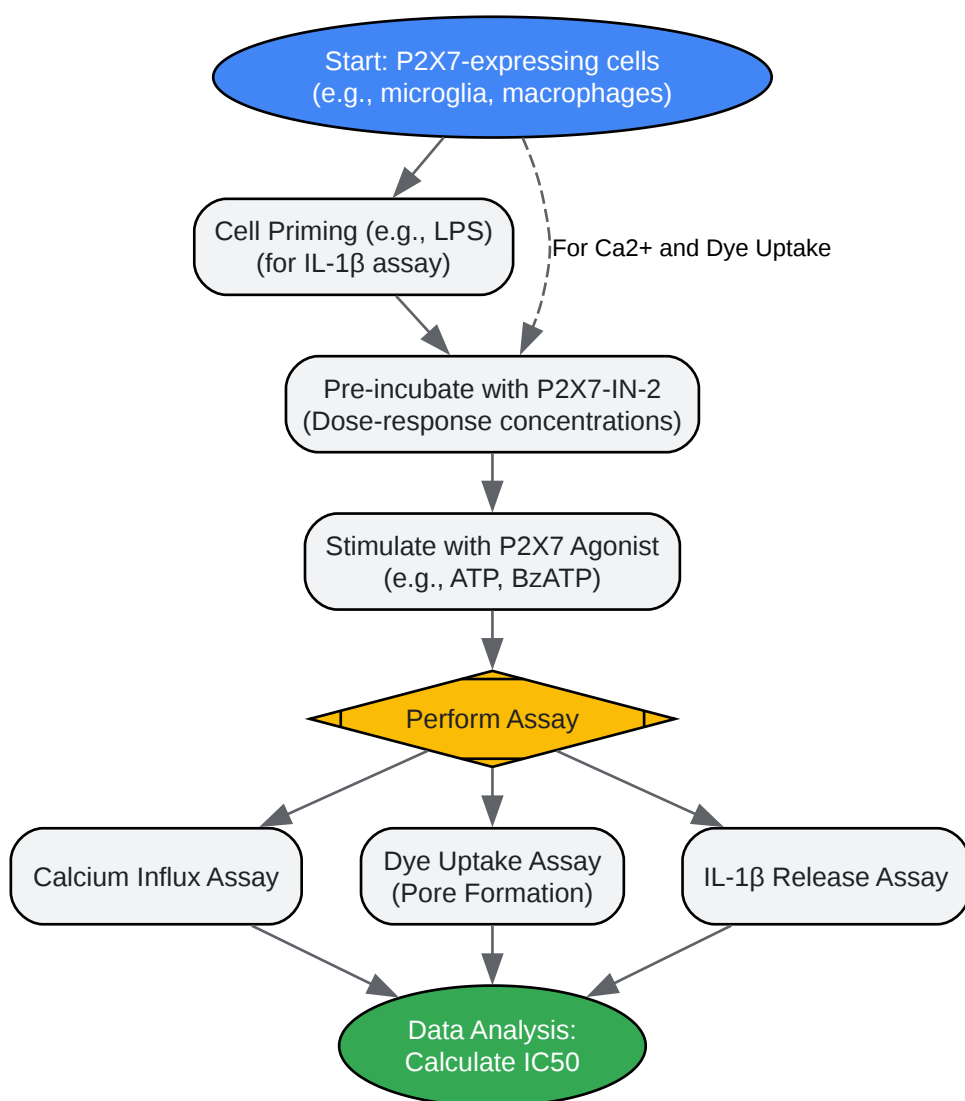 Start: P2X7-expressing cells
(e.g., microglia, macrophages)
Cell Priming (e.g., LPS)
(for IL-1β assay)
For Ca2+ and Dye Uptake
Pre-incubate with P2X7-IN-2
(Dose-response concentrations)
Stimulate with P2X7 Agonist
(e.g., ATP, BzATP)
Perform Assay
Calcium Influx Assay
Dye Uptake Assay
(Pore Formation)
IL-1β Release Assay
Data Analysis:
Calculate IC50